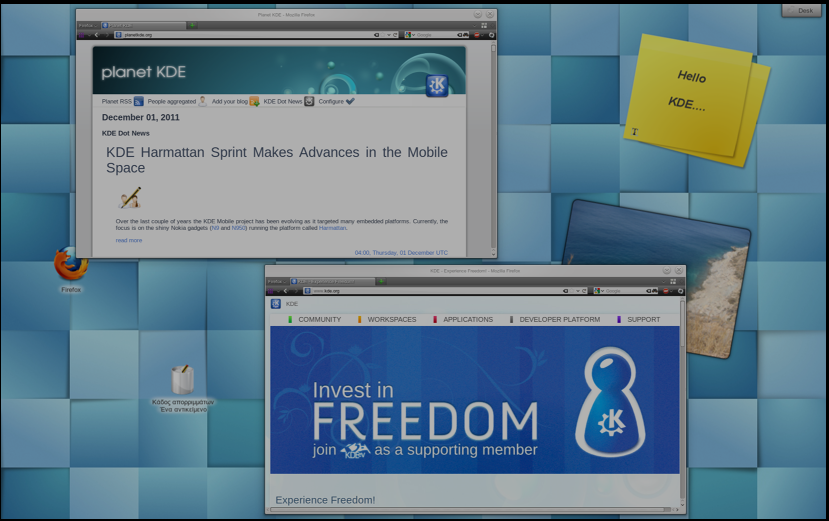 Planet KDE - Mozilla Firefox
Desk
Firefox
planetkde.org
Google
planet KDE
Planet RSS People aggregated Add your blog KDE Dot News Configure
December 01, 2011
KDE Dot News
KDE Harmattan Sprint Makes Advances in the Mobile
Space
Over the last couple of years the KDE Mobile project has been evolving as it targeted many embedded platforms. Currently, the
focus is on the shiny Nokia gadgets (N9 and N950) running the platform called Harmattan.
read more
04:00, Thursday, 01 December UTC
Hello
KDE....
Firefox
Κάδος απορριμμάτων
Ένα αντικείμενο
KDE - Experience Freedom! - Mozilla Firefox
Firefox
www.kde.org
Google
KDE
COMMUNITY WORKSPACES APPLICATIONS DEVELOPER PLATFORM SUPPORT
Invest in
FREEDOM
join KDE as a supporting member
Experience Freedom!